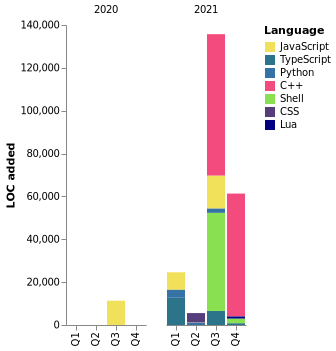 2020 2021
Language
JavaScript
TypeScript
Python
C++
Shell
CSS
Lua
LOC added
140,000
120,000
100,000
80,000
60,000
40,000
20,000
0
Q1 Q2 Q3 Q4 Q1 Q2 Q3 Q4